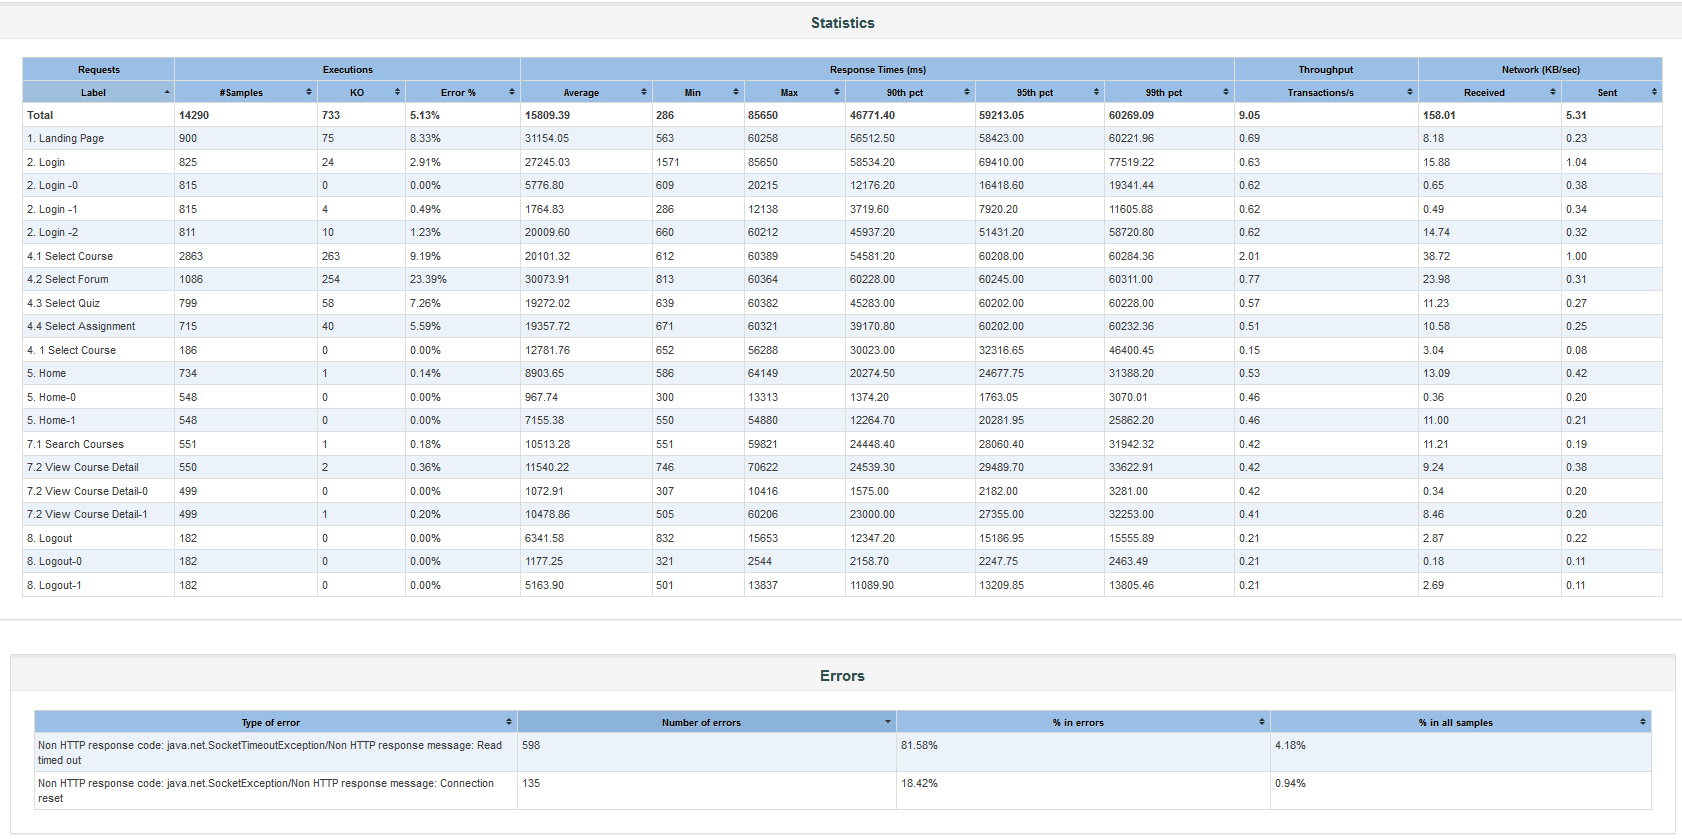 Statistics
Requests Executions Response Times (ms) Throughput Network (KB/sec)
Label #Samples KO Error % Average Min Max 90th pct 95th pct 99th pct Transactions/s Received Sent
Total 14290 733 5.13% 15809.39 286 85650 46771.40 59213.05 60269.09 9.05 158.01 5.31
1. Landing Page 900 75 8.33% 31154.05 563 60258 56512.50 58423.00 60221.96 0.69 8.18 0.23
2. Login 825 24 2.91% 27245.03 1571 85650 58534.20 69410.00 77519.22 0.63 15.88 1.04
2. Login -0 815 0 0.00% 5776.80 609 20215 12176.20 16418.60 19341.44 0.62 0.65 0.38
2. Login -1 815 4 0.49% 1764.83 286 12138 3719.60 7920.20 11605.88 0.62 0.49 0.34
2. Login -2 811 10 1.23% 20009.60 660 60212 45937.20 51431.20 58720.80 0.62 14.74 0.32
4.1 Select Course 2863 263 9.19% 20101.32 612 60389 54581.20 60208.00 60284.36 2.01 38.72 1.00
4.2 Select Forum 1086 254 23.39% 30073.91 813 60364 60228.00 60245.00 60311.00 0.77 23.98 0.31
4.3 Select Quiz 799 58 7.26% 19272.02 639 60382 45283.00 60202.00 60228.00 0.57 11.23 0.27
4.4 Select Assignment 715 40 5.59% 19357.72 671 60321 39170.80 60202.00 60232.36 0.51 10.58 0.25
4. 1 Select Course 186 0 0.00% 12781.76 652 56288 30023.00 32316.65 46400.45 0.15 3.04 0.08
5. Home 734 1 0.14% 8903.65 586 64149 20274.50 24677.75 31388.20 0.53 13.09 0.42
5. Home-0 548 0 0.00% 967.74 300 13313 1374.20 1763.05 3070.01 0.46 0.36 0.20
5. Home-1 548 0 0.00% 7155.38 550 54880 12264.70 20281.95 25862.20 0.46 11.00 0.21
7.1 Search Courses 551 1 0.18% 10513.28 551 59821 24448.40 28060.40 31942.32 0.42 11.21 0.19
7.2 View Course Detail 550 2 0.36% 11540.22 746 70622 24539.30 29489.70 33622.91 0.42 9.24 0.38
7.2 View Course Detail-0 499 0 0.00% 1072.91 307 10416 1575.00 2182.00 3281.00 0.42 0.34 0.20
7.2 View Course Detail-1 499 1 0.20% 10478.86 505 60206 23000.00 27355.00 32253.00 0.41 8.46 0.20
8. Logout 182 0 0.00% 6341.58 832 15653 12347.20 15186.95 15555.89 0.21 2.87 0.22
8. Logout-0 182 0 0.00% 1177.25 321 2544 2158.70 2247.75 2463.49 0.21 0.18 0.11
8. Logout-1 182 0 0.00% 5163.90 501 13837 11089.90 13209.85 13805.46 0.21 2.69 0.11
Errors
Type of error Number of errors % in errors % in all samples
Non HTTP response code: java.net.SocketTimeoutException/Non HTTP response message: Read 598 81.58% 4.18%
timed out
Non HTTP response code: java.net.SocketException/Non HTTP response message: Connection 135 18.42% 0.94%
reset